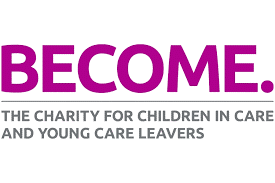 BECOME.
THE CHARITY FOR CHILDREN IN CARE
AND YOUNG CARE LEAVERS